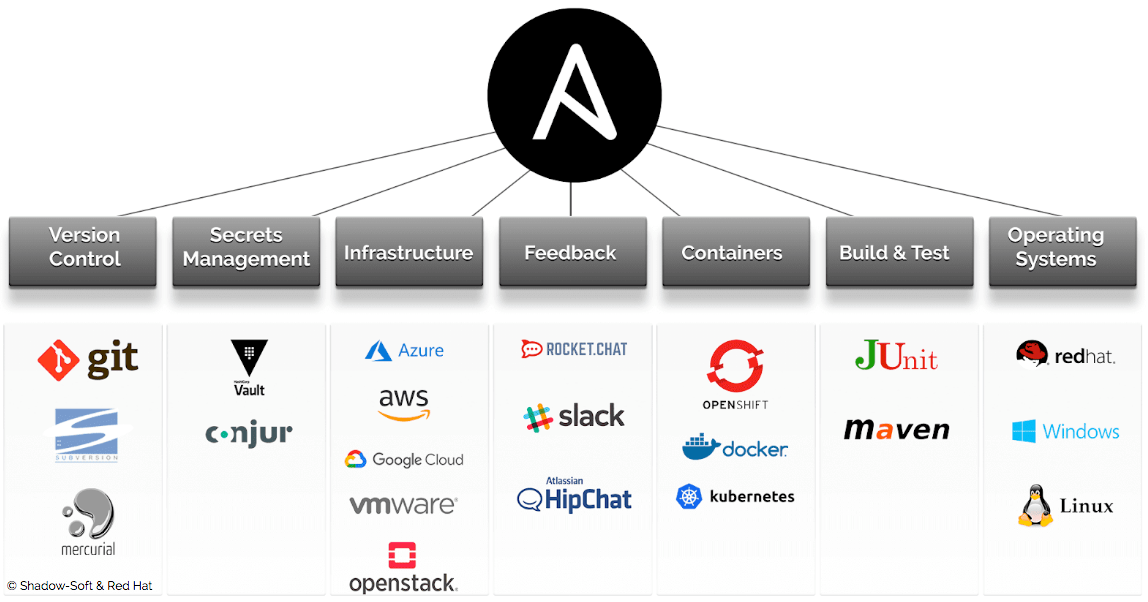 Version
Control
Secrets
Management
Infrastructure
Feedback
Containers
Build & Test
Operating
Systems
git
SUBVERSION
mercurial
HashiCorp
Vault
conjur
Azure
aws
Google Cloud
vmware®
openstack.
ROCKET.CHAT
slack
Atlassian
HipChat
OPENSHIFT
docker
kubernetes
JUnit
maven
redhat.
Windows
Linux
© Shadow-Soft & Red Hat